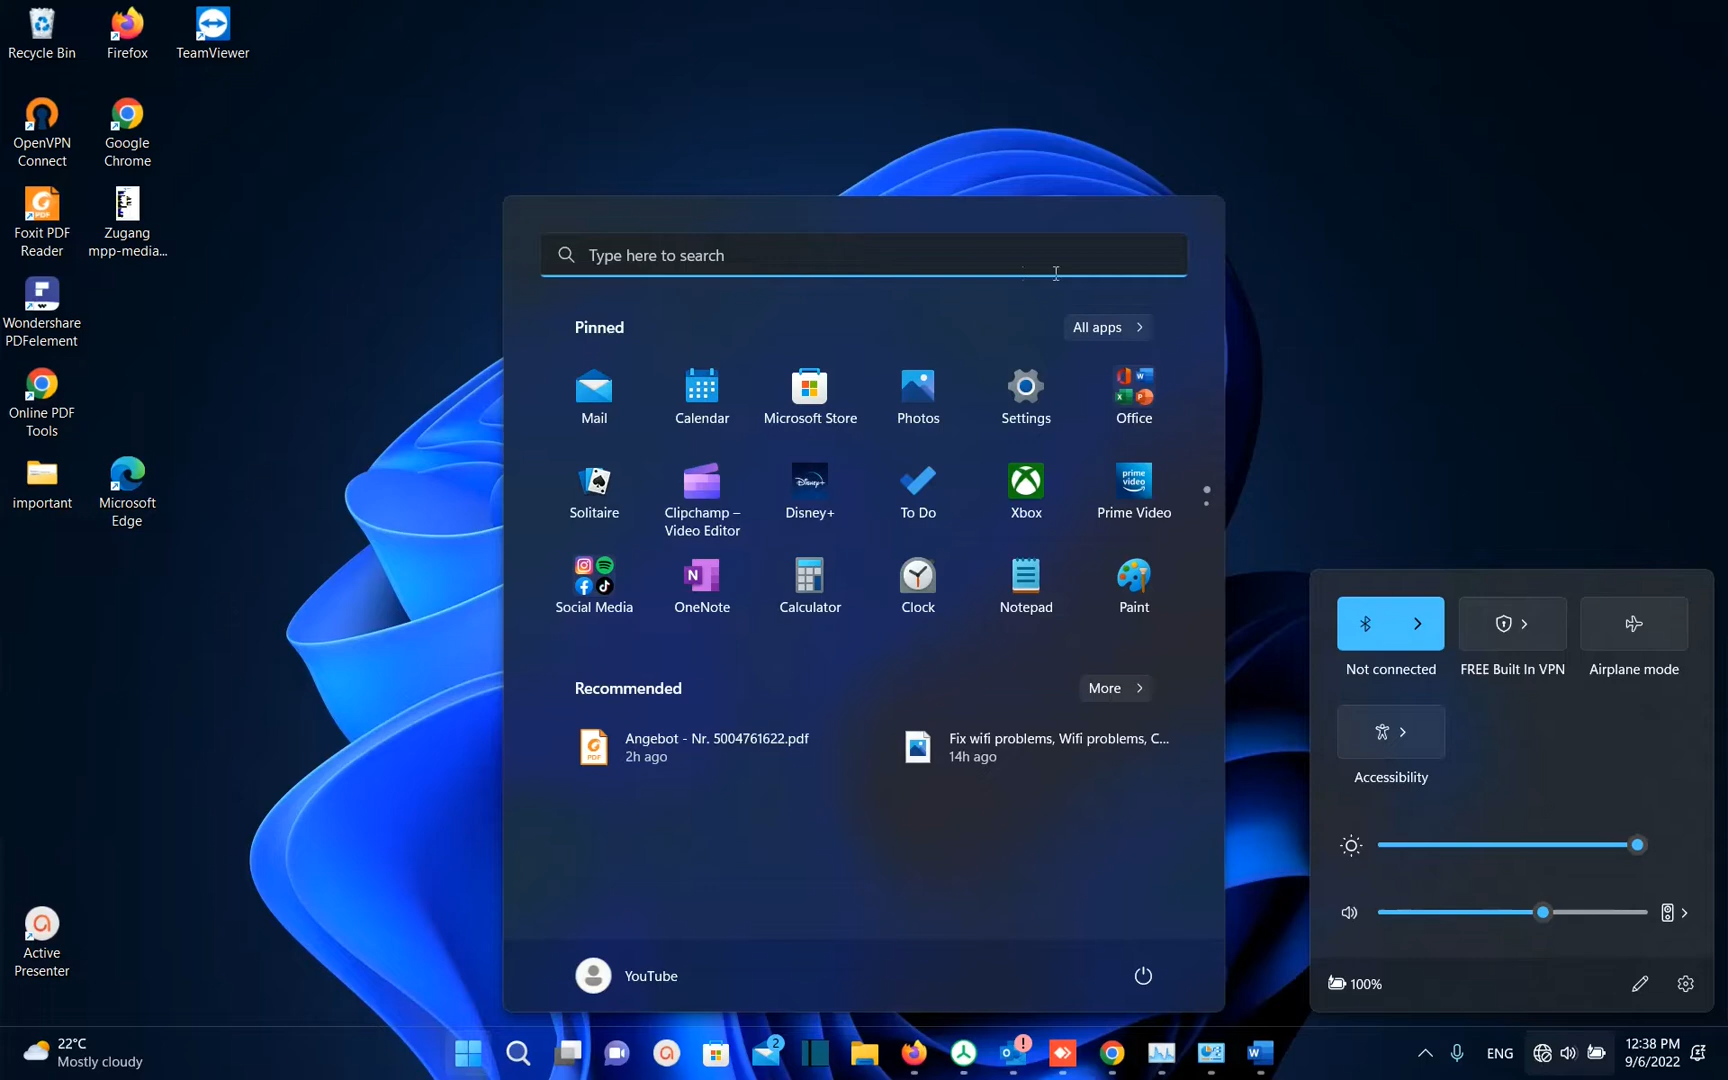 Recycle Bin
Firefox
TeamViewer
OpenVPN
Connect
Google
Chrome
Foxit PDF
Reader
Zugang
mpp-media...
Wondershare
PDFelement
Online PDF
Tools
important
Microsoft
Edge
Active
Presenter
Type here to search
Pinned
All apps
Mail
Calendar
Microsoft Store
Photos
Settings
Office
Solitaire
Clipchamp –
Video Editor
Disney+
To Do
Xbox
prime
video
Prime Video
Social Media
OneNote
Calculator
Clock
Notepad
Paint
Recommended
More
Angebot - Nr. 5004761622.pdf
2h ago
Fix wifi problems, Wifi problems, C...
14h ago
YouTube
Not connected
FREE Built In VPN
Airplane mode
Accessibility
100%
22°C
Mostly cloudy
2
ENG
12:38 PM
9/6/2022